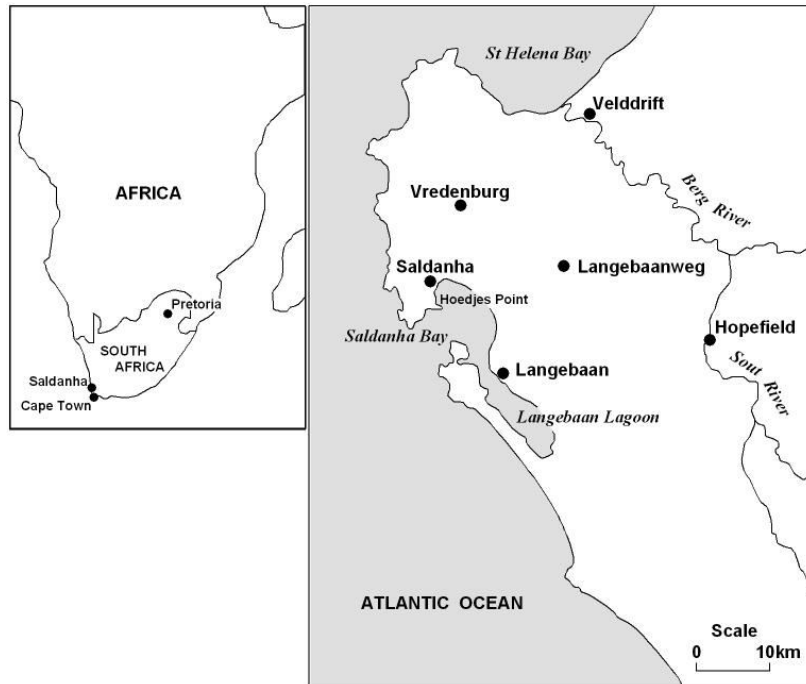 AFRICA
Pretoria
SOUTH
AFRICA
Saldanha
Cape Town
St Helena Bay
Velddrift
Berg River
Vredenburg
Saldanha
Langebaanweg
Hoedjes Point
Saldanha Bay
Hopefield
Sout River
Langebaan
Langebaan Lagoon
ATLANTIC OCEAN
Scale
0 10km